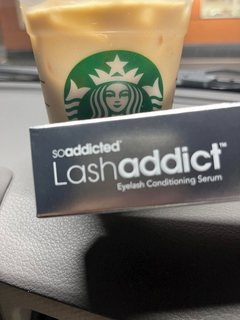 soaddicted®
Lashaddict™
Eyelash Conditioning Serum